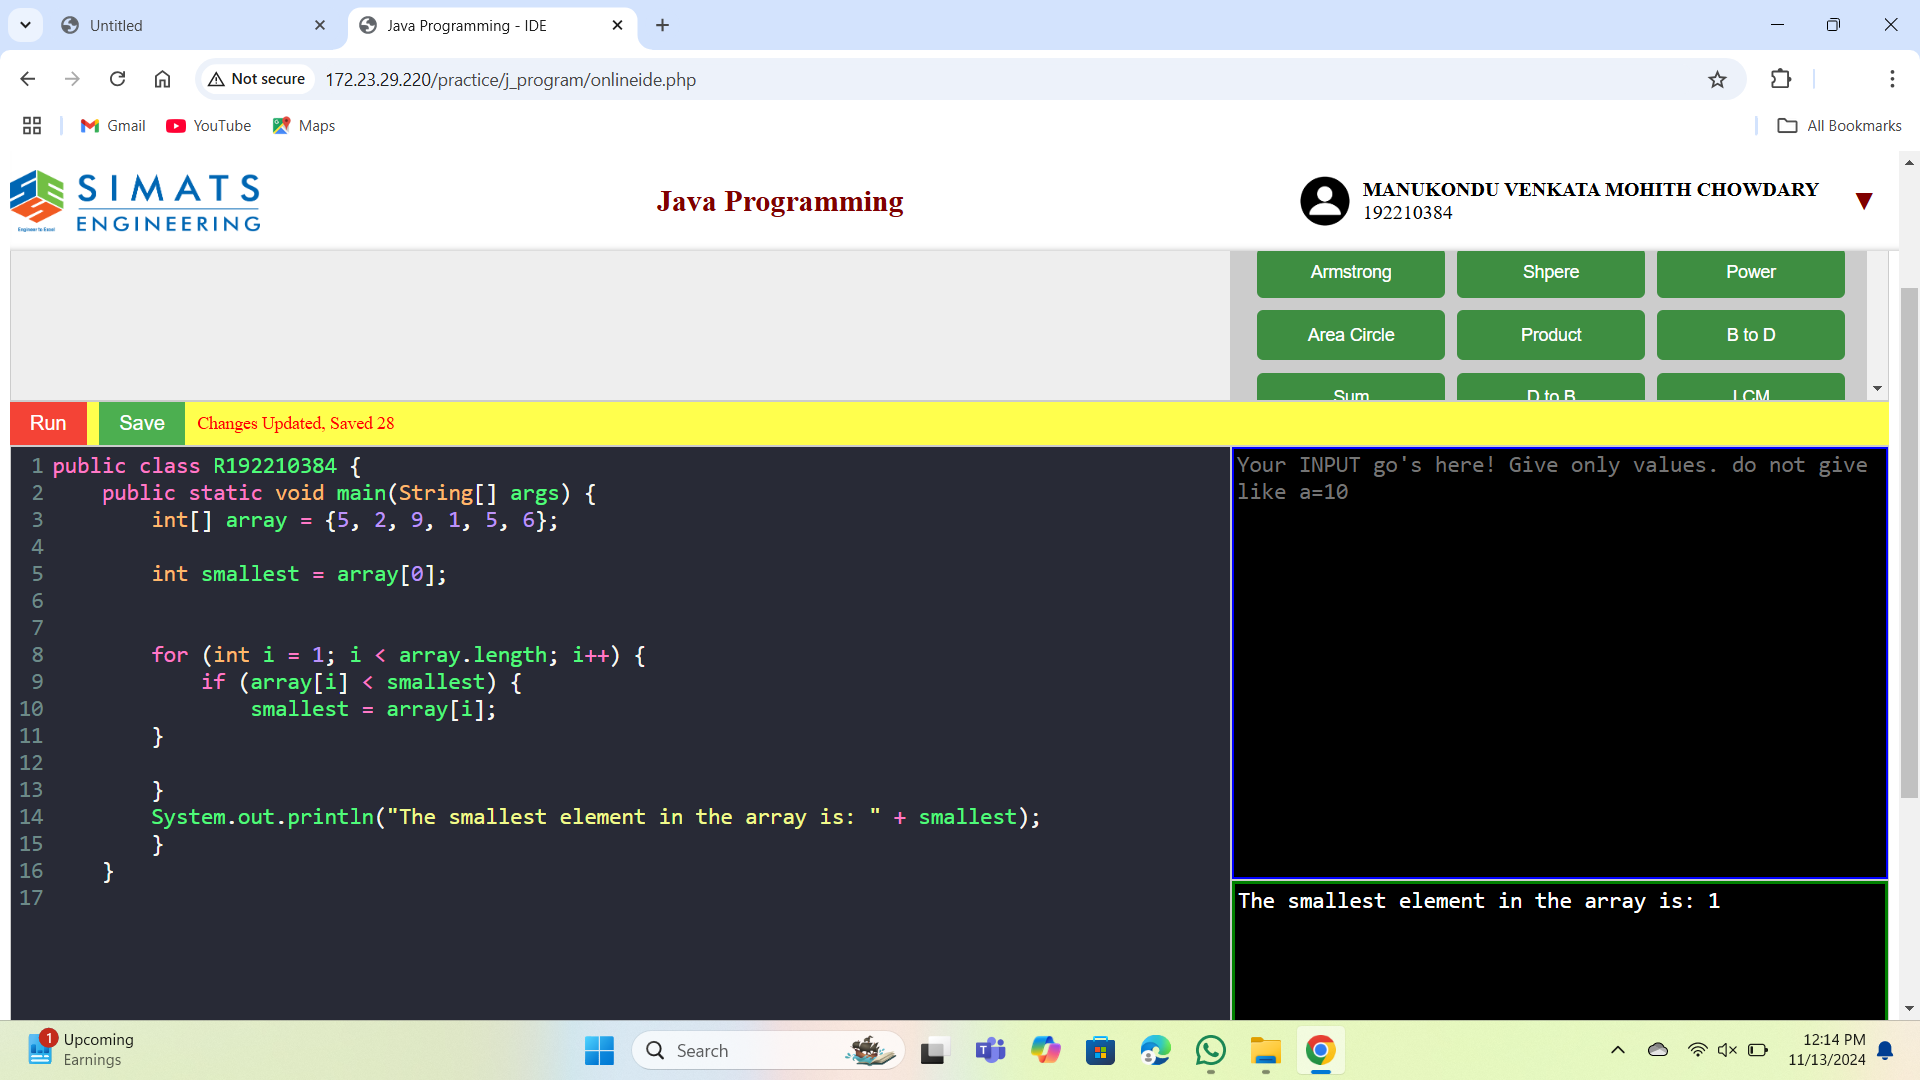 Untitled
Java Programming - IDE
Not secure
172.23.29.220/practice/j_program/onlineide.php
Gmail
YouTube
Maps
All Bookmarks
SIMATS
ENGINEERING
Engineer to Excel
Java Programming
MANUKONDU VENKATA MOHITH CHOWDARY
192210384
Armstrong
Shpere
Power
Area Circle
Product
B to D
Sum
D to B
LCM
Run
Save
Changes Updated, Saved 28
1 public class R192210384 {
2     public static void main(String[] args) {
3         int[] array = {5, 2, 9, 1, 5, 6};
4
5         int smallest = array[0];
6
7
8         for (int i = 1; i < array.length; i++) {
9             if (array[i] < smallest) {
10                 smallest = array[i];
11         }
12
13         }
14         System.out.println("The smallest element in the array is: " + smallest);
15         }
16     }
17
Your INPUT go's here! Give only values. do not give
like a=10
The smallest element in the array is: 1
1
Upcoming
Earnings
Search
12:14 PM
11/13/2024